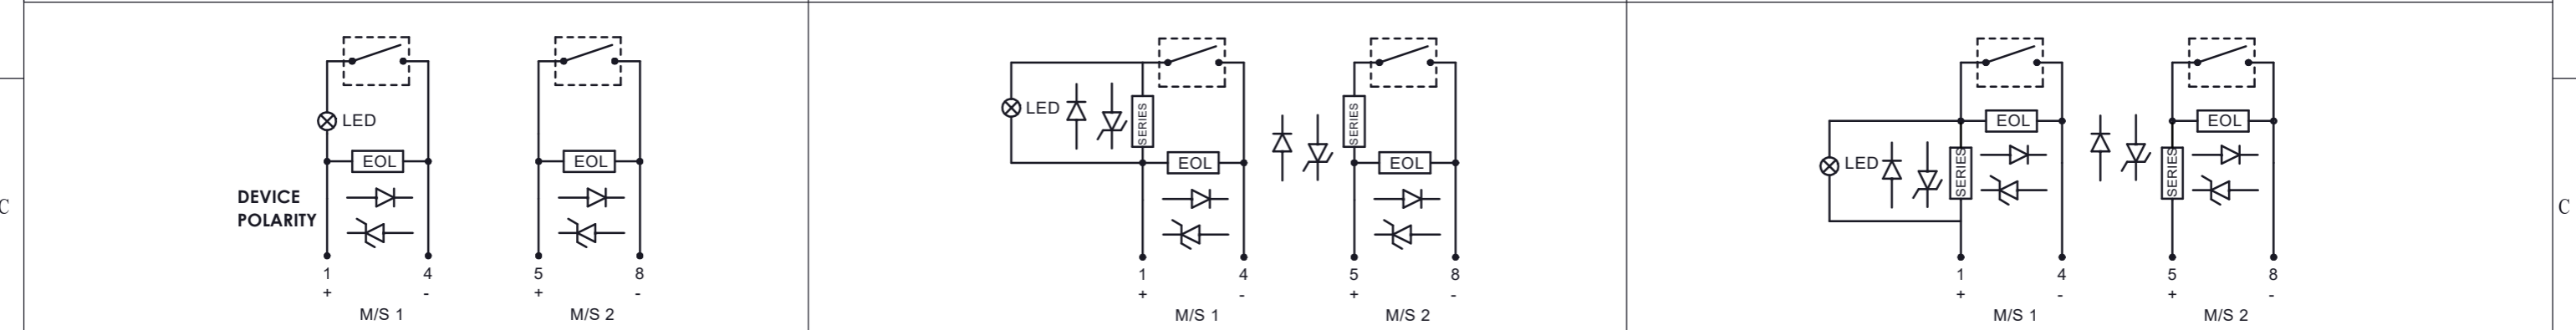 LED
EOL
EOL
DEVICE
POLARITY
1 4 5 8
+ - + -
M/S 1 M/S 2
LED
SERIES
SERIES
EOL
EOL
1 4 5 8
+ - + -
M/S 1 M/S 2
EOL
EOL
LED
SERIES
SERIES
1 4 5 8
+ - + -
M/S 1 M/S 2
C
C